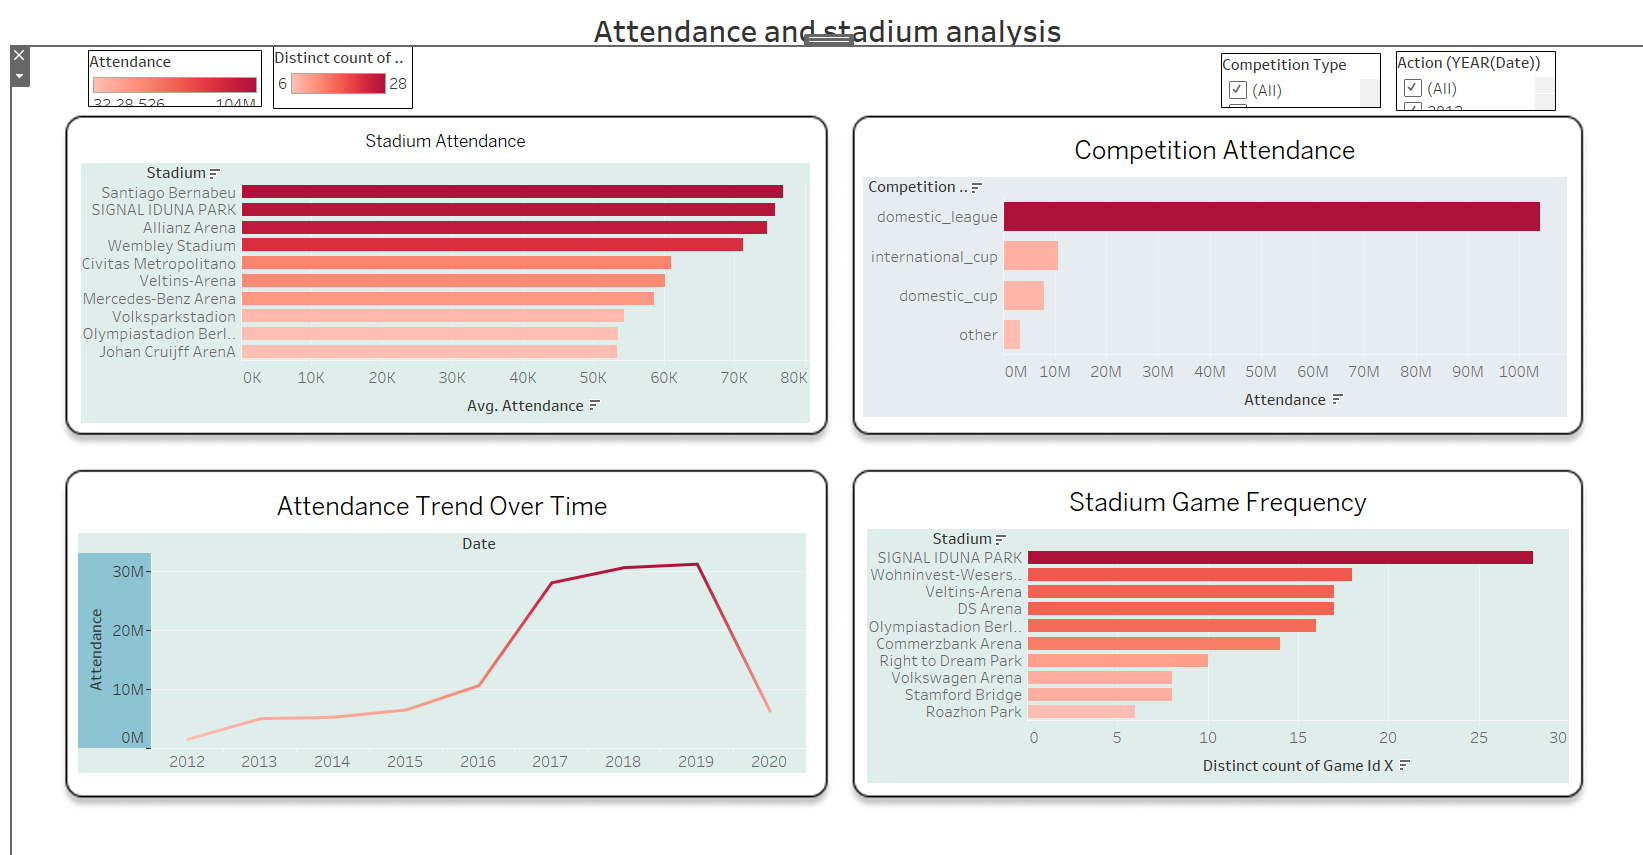 Attendance and stadium analysis
Attendance
32,28,526 104M
Distinct count of ..
6 28
Competition Type
(All)
Action (YEAR(Date))
(All)
2012
Stadium Attendance
Stadium
Santiago Bernabeu
SIGNAL IDUNA PARK
Allianz Arena
Wembley Stadium
Civitas Metropolitano
Veltins-Arena
Mercedes-Benz Arena
Volksparkstadion
Olympiastadion Berl..
Johan Cruijff ArenA
0K 10K 20K 30K 40K 50K 60K 70K 80K
Avg. Attendance
Competition Attendance
Competition ..
domestic_league
international_cup
domestic_cup
other
0M 10M 20M 30M 40M 50M 60M 70M 80M 90M 100M
Attendance
Attendance Trend Over Time
Date
Attendance
30M
20M
10M
0M
2012 2013 2014 2015 2016 2017 2018 2019 2020
Stadium Game Frequency
Stadium
SIGNAL IDUNA PARK
Wohninvest-Wesers..
Veltins-Arena
DS Arena
Olympiastadion Berl..
Commerzbank Arena
Right to Dream Park
Volkswagen Arena
Stamford Bridge
Roazhon Park
0 5 10 15 20 25 30
Distinct count of Game Id X